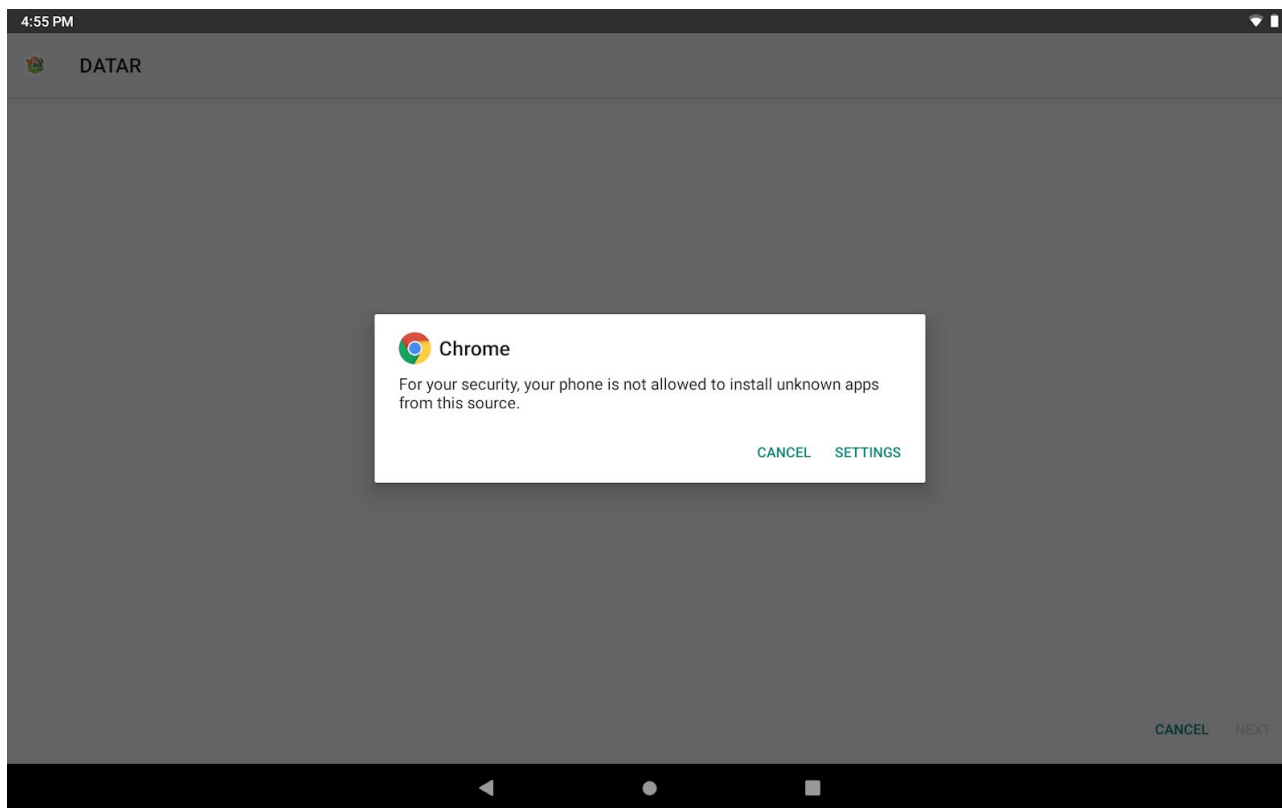 4:55 PM
DATAR
Chrome
For your security, your phone is not allowed to install unknown apps
from this source.
CANCEL SETTINGS
CANCEL NEXT